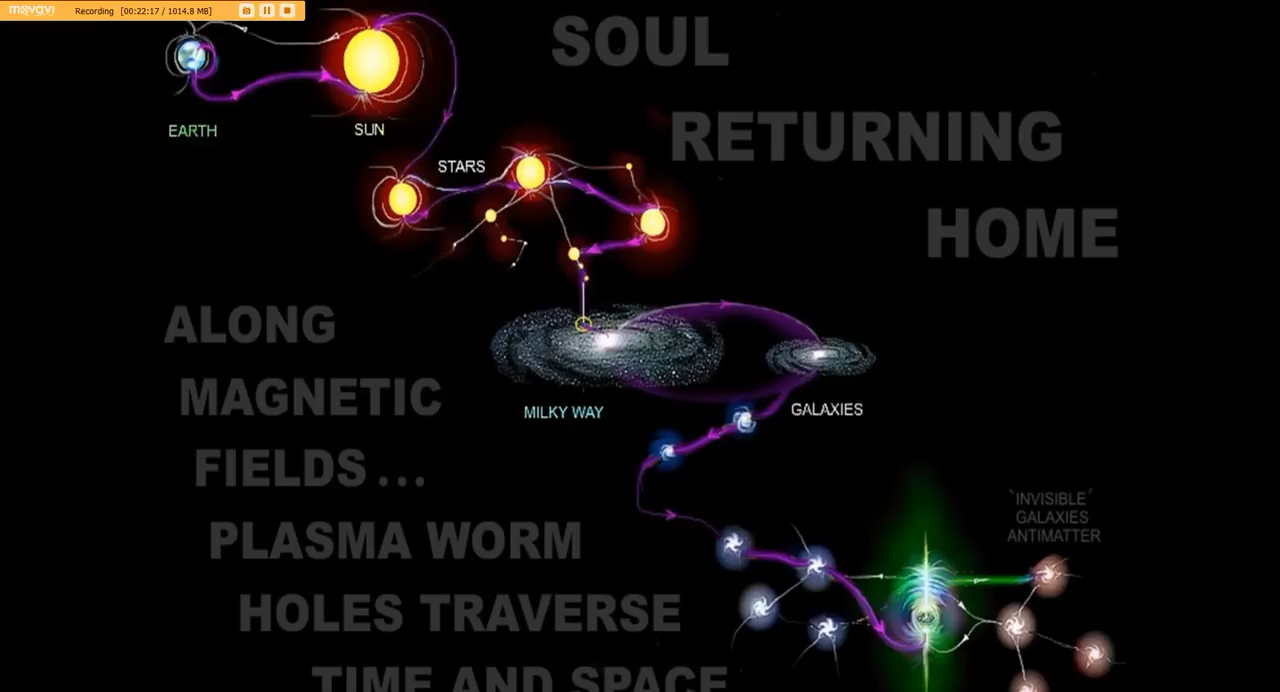 movavi
Recording [00:22:17 / 1014.8 MB]
SOUL
RETURNING
HOME
EARTH
SUN
STARS
ALONG
MAGNETIC
FIELDS...
PLASMA WORM
HOLES TRAVERSE
TIME AND SPACE
MILKY WAY
GALAXIES
`INVISIBLE´
GALAXIES
ANTIMATTER